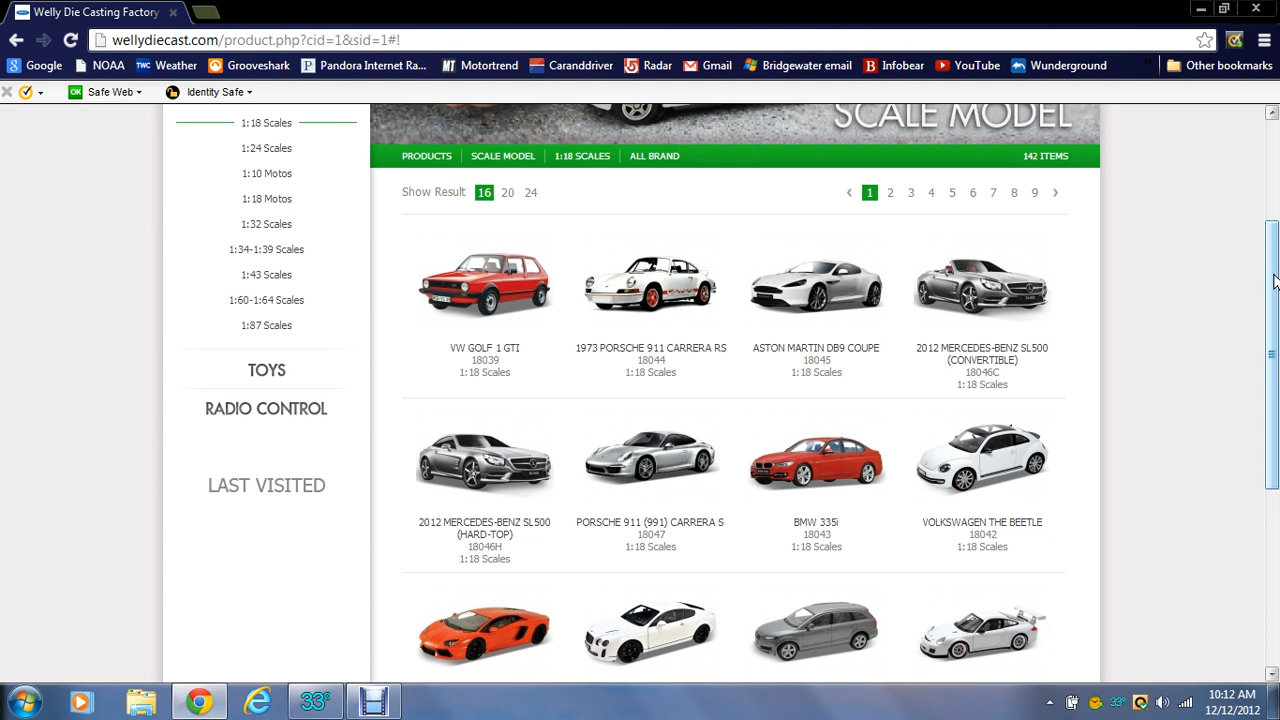 Welly Die Casting Factory
wellydiecast.com/product.php?cid=1&sid=1#!
Google NOAA Weather Grooveshark Pandora Internet Ra... Motortrend Caranddriver Radar Gmail Bridgewater email Infobear YouTube Wunderground Other bookmarks
OK Safe Web Identity Safe
SCALE MODEL
1:18 Scales
1:24 Scales
1:10 Motos
1:18 Motos
1:32 Scales
1:34-1:39 Scales
1:43 Scales
1:60-1:64 Scales
1:87 Scales
TOYS
RADIO CONTROL
LAST VISITED
PRODUCTS SCALE MODEL 1:18 SCALES ALL BRAND 142 ITEMS
Show Result 16 20 24 ‹ 1 2 3 4 5 6 7 8 9 ›
VW GOLF 1 GTI
18039
1:18 Scales
1973 PORSCHE 911 CARRERA RS
18044
1:18 Scales
ASTON MARTIN DB9 COUPE
18045
1:18 Scales
2012 MERCEDES-BENZ SL500
(CONVERTIBLE)
18046C
1:18 Scales
2012 MERCEDES-BENZ SL500
(HARD-TOP)
18046H
1:18 Scales
PORSCHE 911 (991) CARRERA S
18047
1:18 Scales
BMW 335i
18043
1:18 Scales
VOLKSWAGEN THE BEETLE
18042
1:18 Scales
33°
33°
10:12 AM
12/12/2012